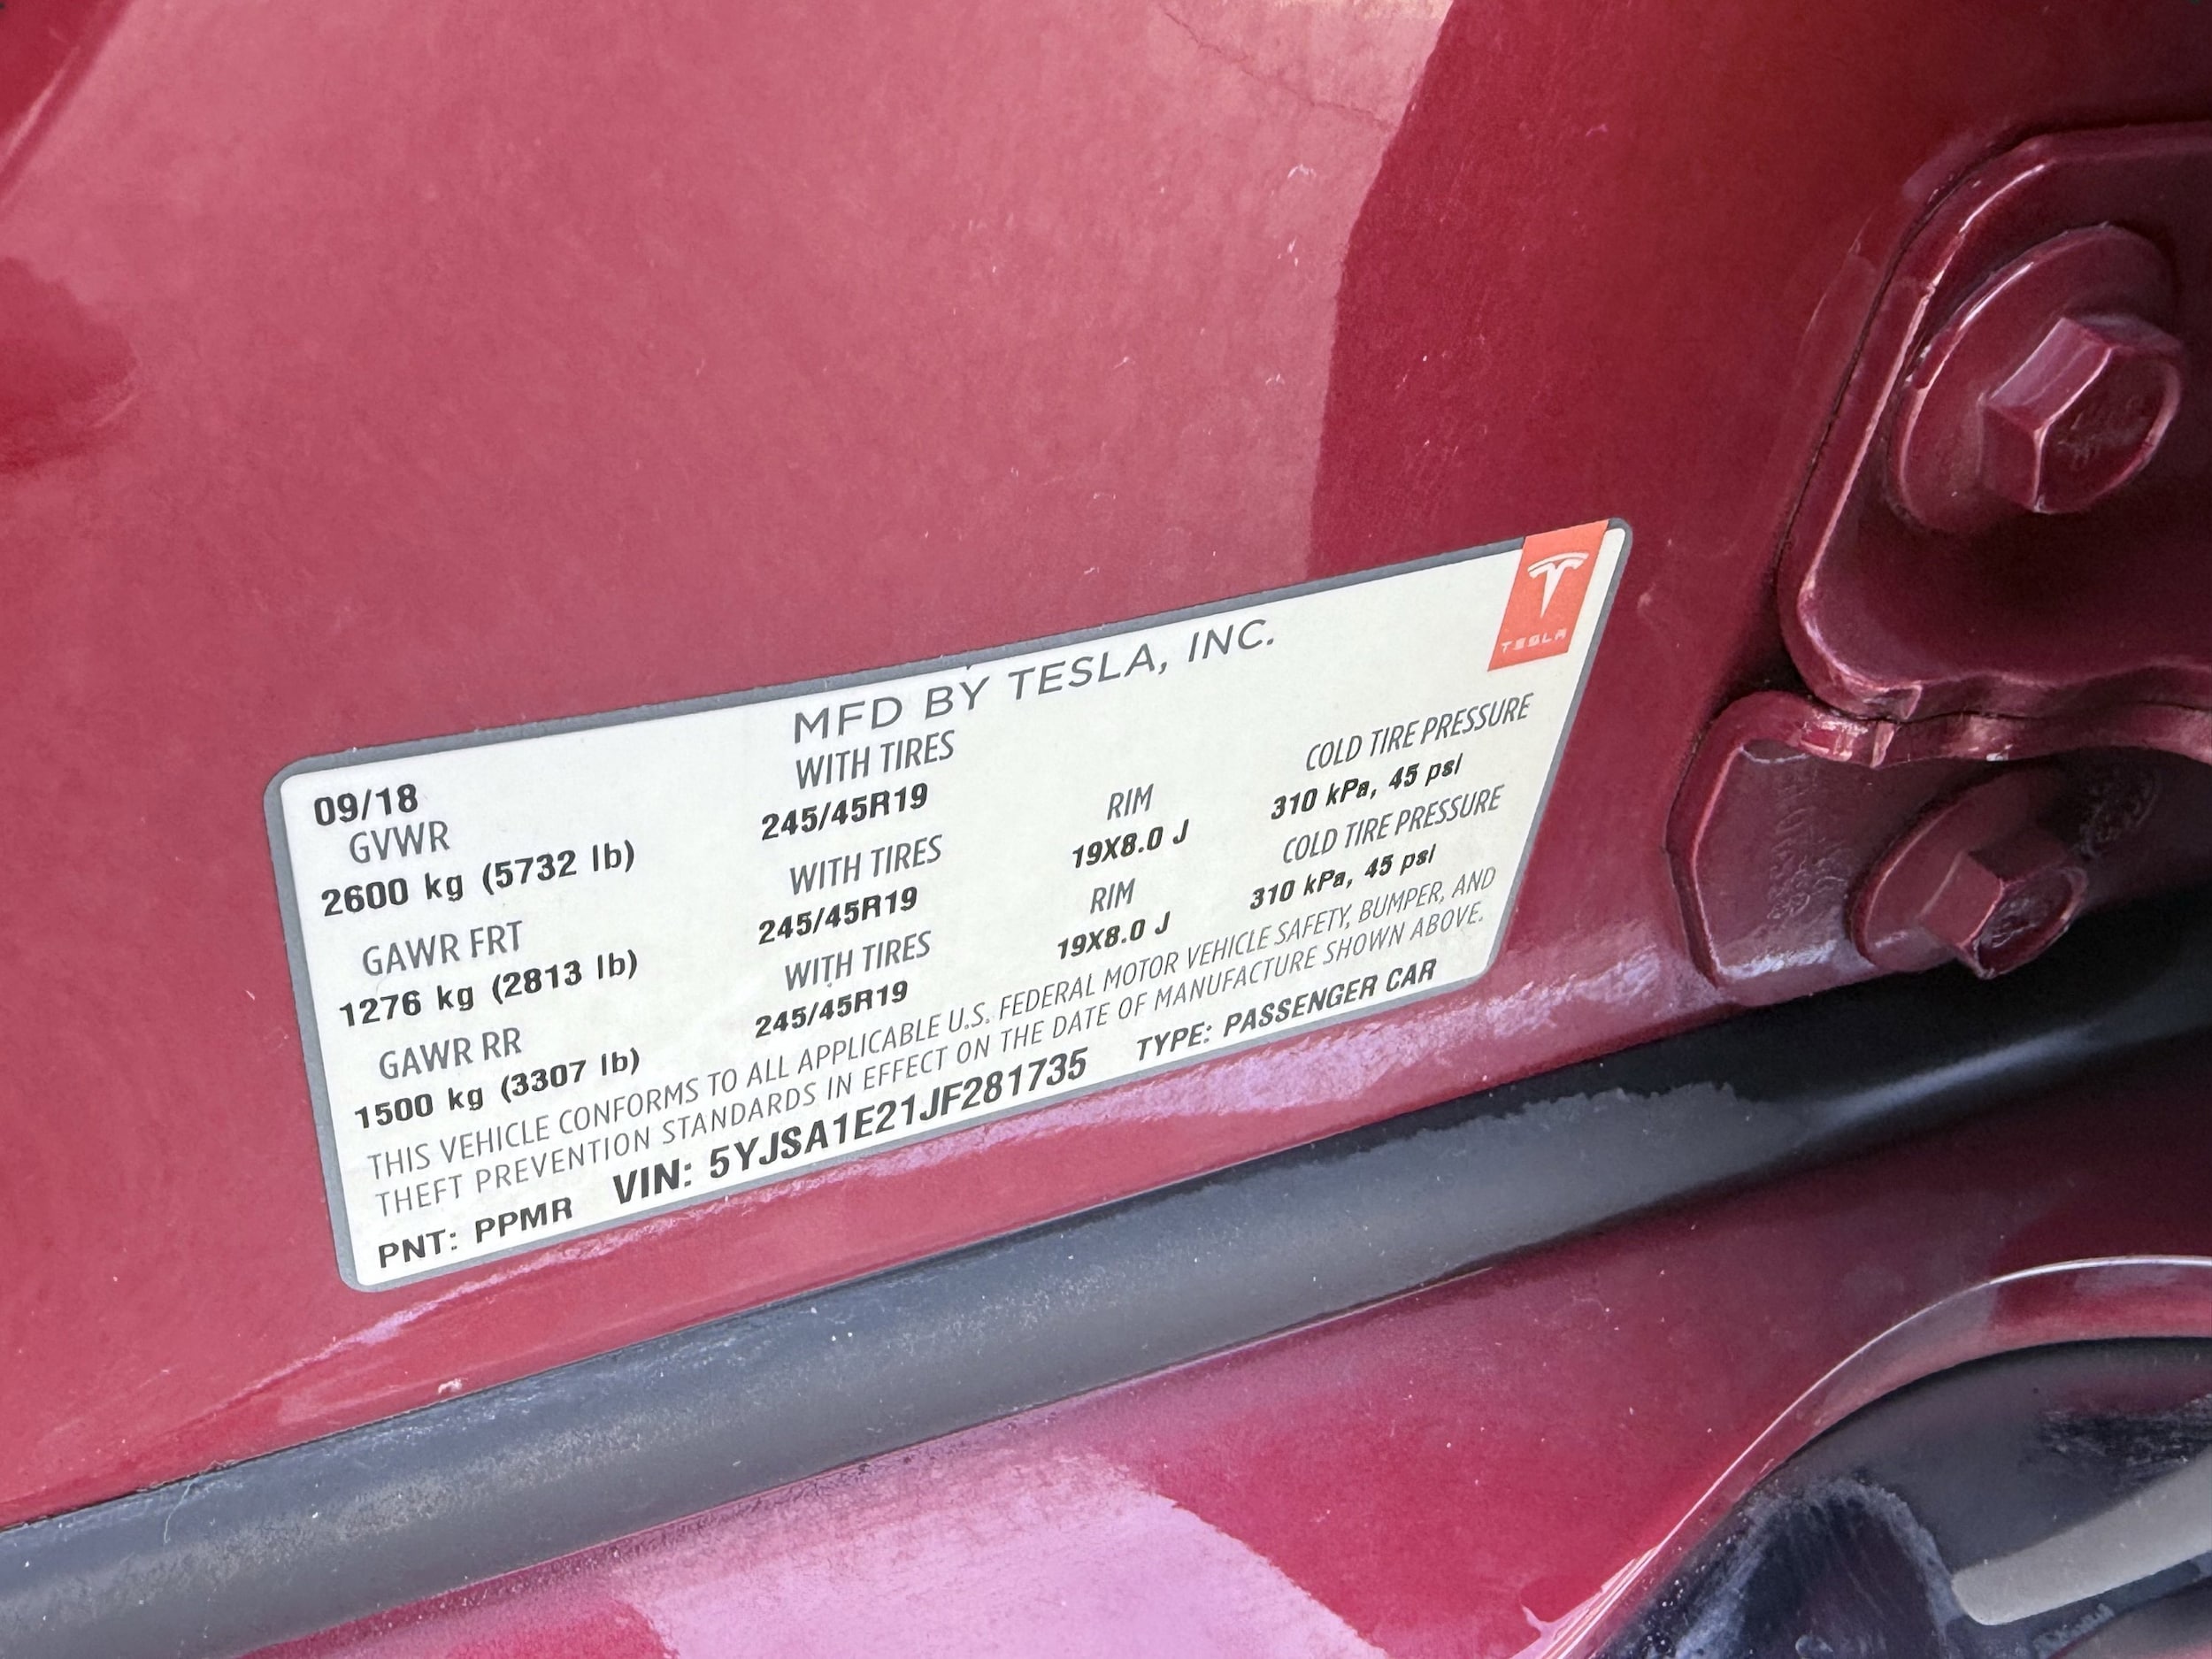 TESLA
MFD BY TESLA, INC.
09/18
GVWR WITH TIRES RIM COLD TIRE PRESSURE
2600 kg (5732 lb) 245/45R19 19X8.0 J 310 kPa, 45 psi
GAWR FRT WITH TIRES RIM COLD TIRE PRESSURE
1276 kg (2813 lb) 245/45R19 19X8.0 J 310 kPa, 45 psi
GAWR RR WITH TIRES
1500 kg (3307 lb) 245/45R19
THIS VEHICLE CONFORMS TO ALL APPLICABLE U.S. FEDERAL MOTOR VEHICLE SAFETY, BUMPER, AND
THEFT PREVENTION STANDARDS IN EFFECT ON THE DATE OF MANUFACTURE SHOWN ABOVE.
PNT: PPMR VIN: 5YJSA1E21JF281735 TYPE: PASSENGER CAR